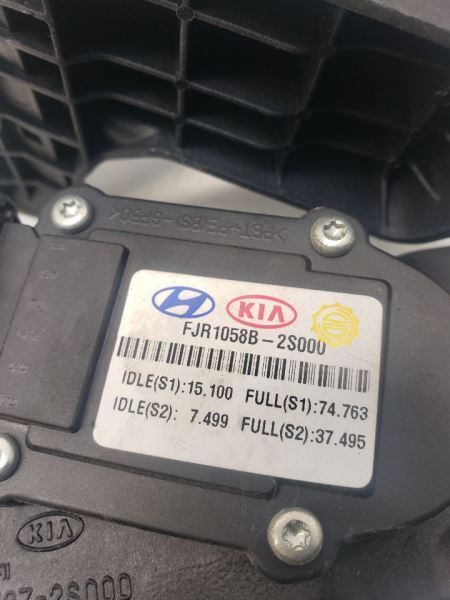 KIA
FJR1058B-2S000
IDLE(S1):15.100 FULL(S1):74.763
IDLE(S2): 7.499 FULL(S2):37.495
KIA
-2S000